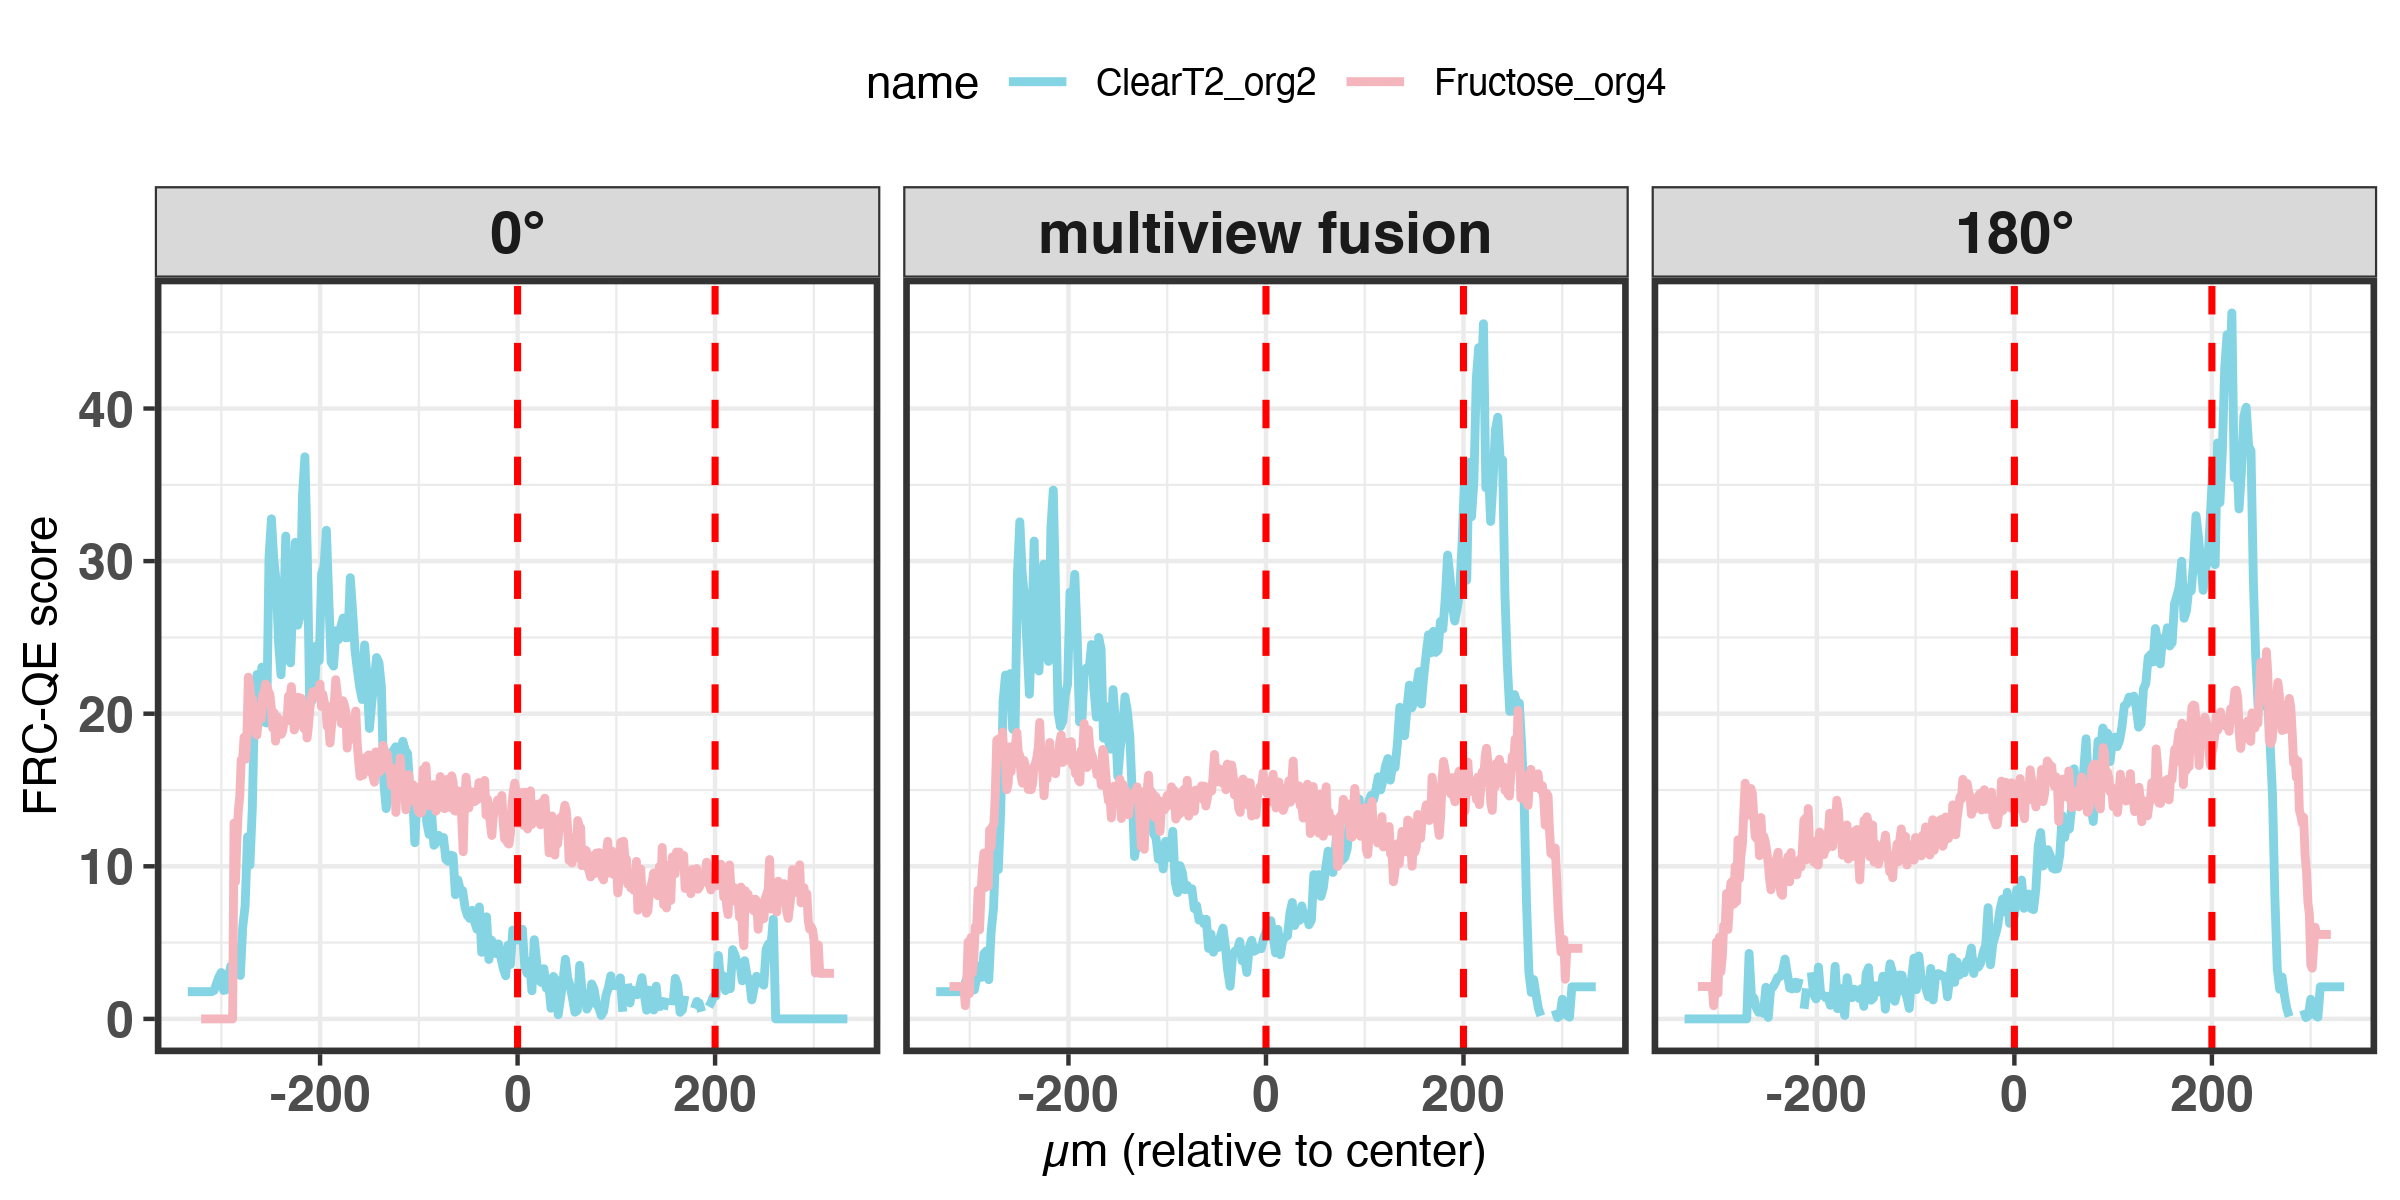 name ClearT2_org2 Fructose_org4
0° multiview fusion 180°
FRC-QE score
40
30
20
10
0
-200 0 200 -200 0 200 -200 0 200
µm (relative to center)